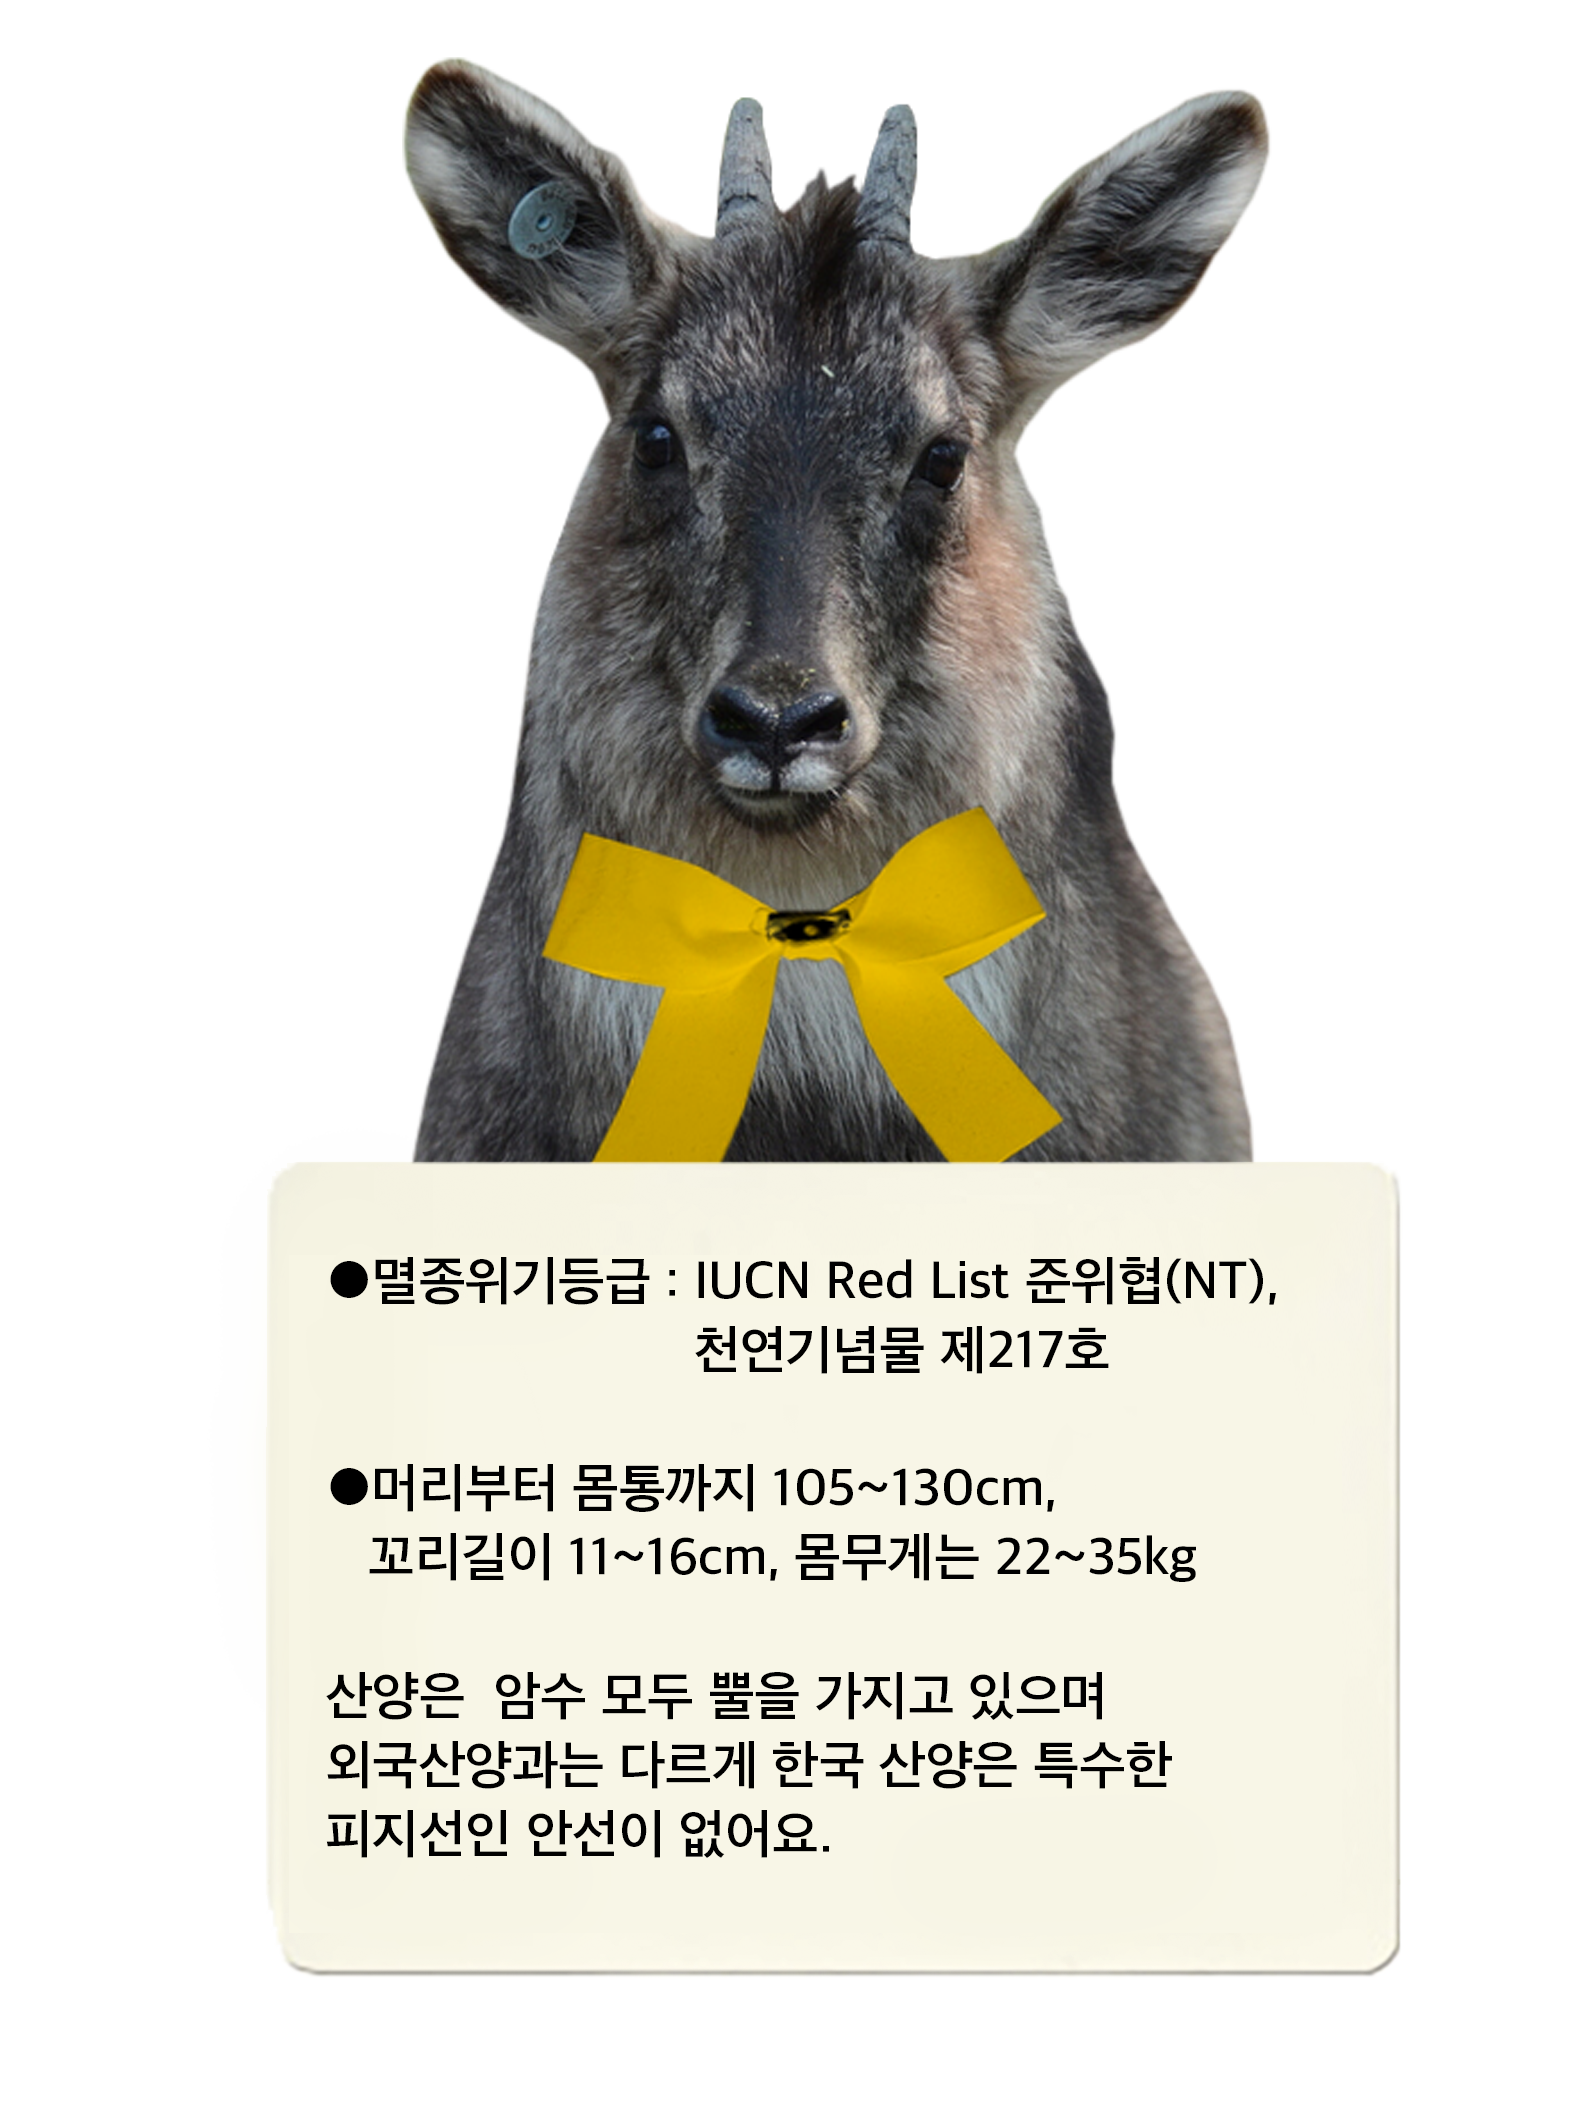 ●멸종위기등급 : IUCN Red List 준위협(NT),
천연기념물 제217호
●머리부터 몸통까지 105~130cm,
꼬리길이 11~16cm, 몸무게는 22~35kg
산양은  암수 모두 뿔을 가지고 있으며
외국산양과는 다르게 한국 산양은 특수한
피지선인 안선이 없어요.